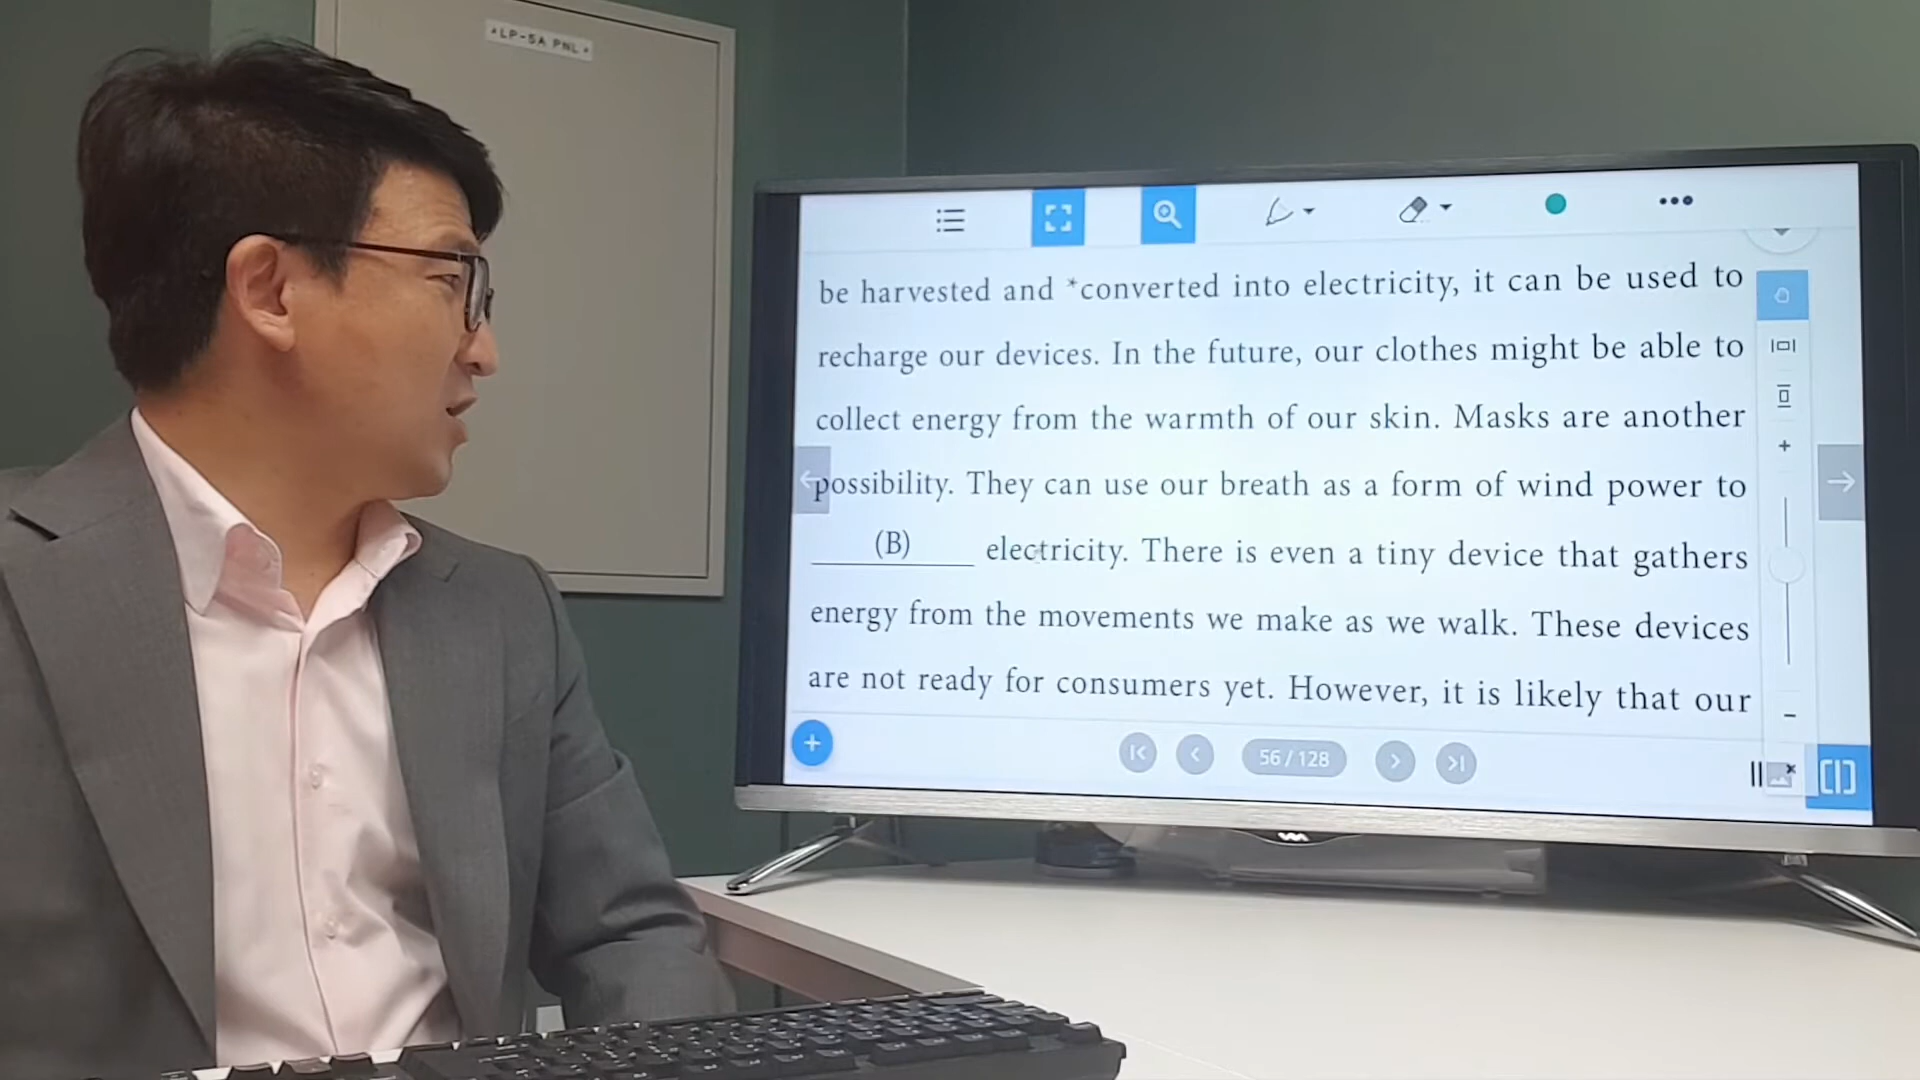 •LP-5A PNL•
be harvested and *converted into electricity, it can be used to
recharge our devices. In the future, our clothes might be able to
collect energy from the warmth of our skin. Masks are another
possibility. They can use our breath as a form of wind power to
(B) electricity. There is even a tiny device that gathers
energy from the movements we make as we walk. These devices
are not ready for consumers yet. However, it is likely that our
56 / 128